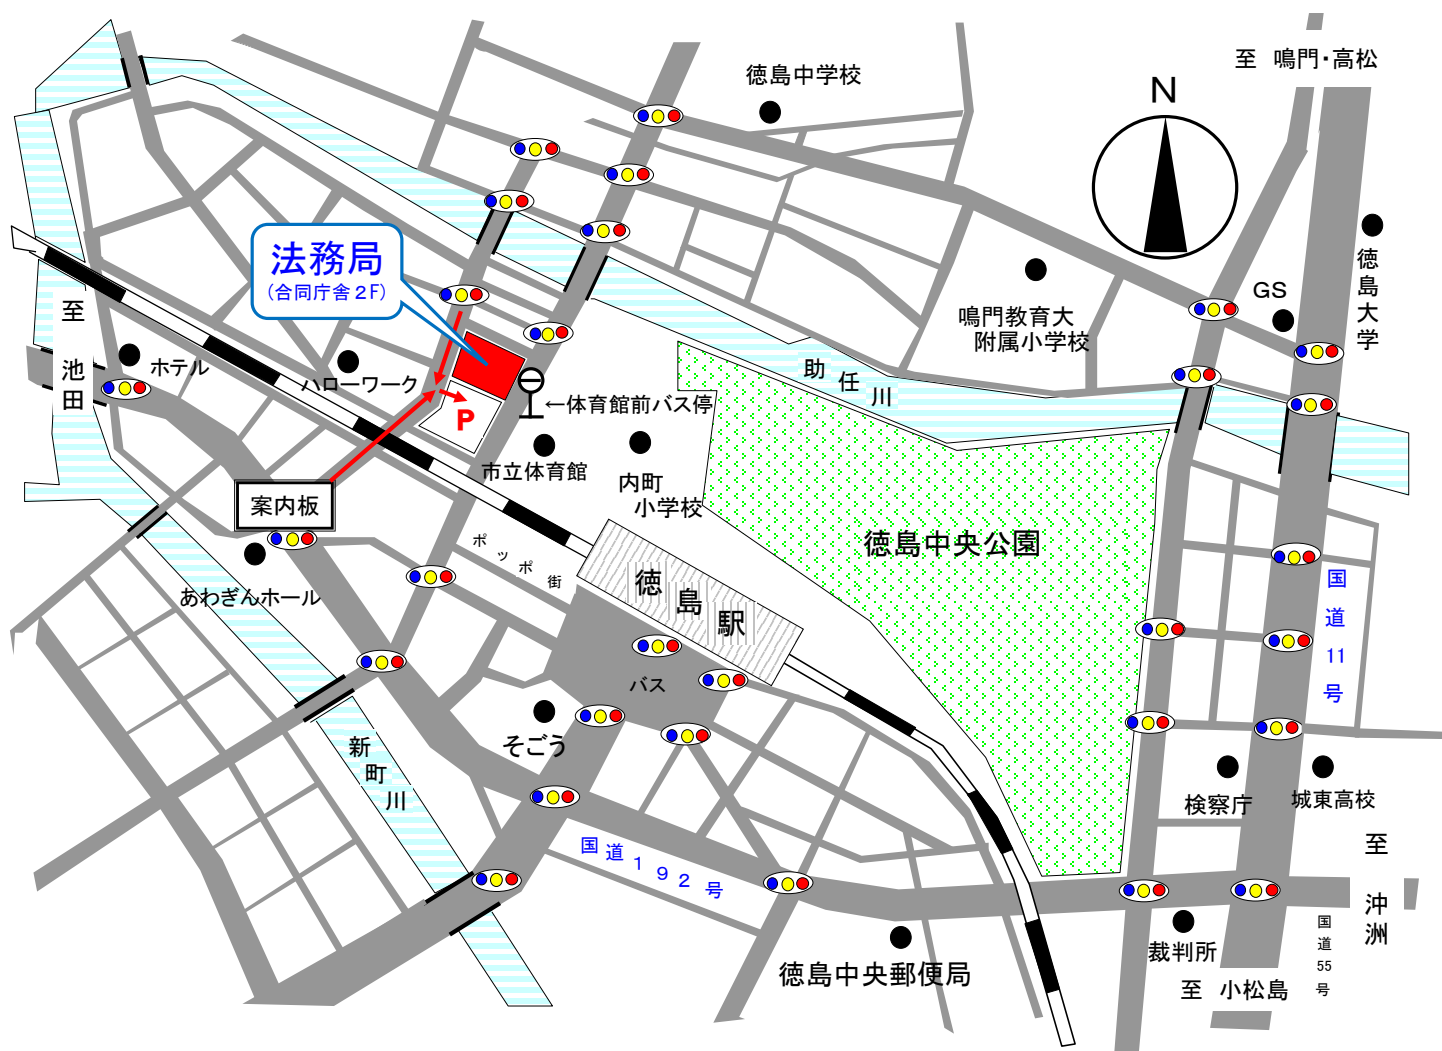 至 鳴門・高松
徳島中学校
N
徳島大学
法務局
(合同庁舎２F)
GS
鳴門教育大
附属小学校
至 池田
ホテル
ハローワーク
助任川
←体育館前バス停
P
市立体育館
内町
小学校
案内板
ポッポ街
徳島中央公園
あわぎんホール
徳島駅
国道11号
バス
そごう
新町川
検察庁
城東高校
国道１９２号
至 沖洲
国道55号
裁判所
徳島中央郵便局
至 小松島